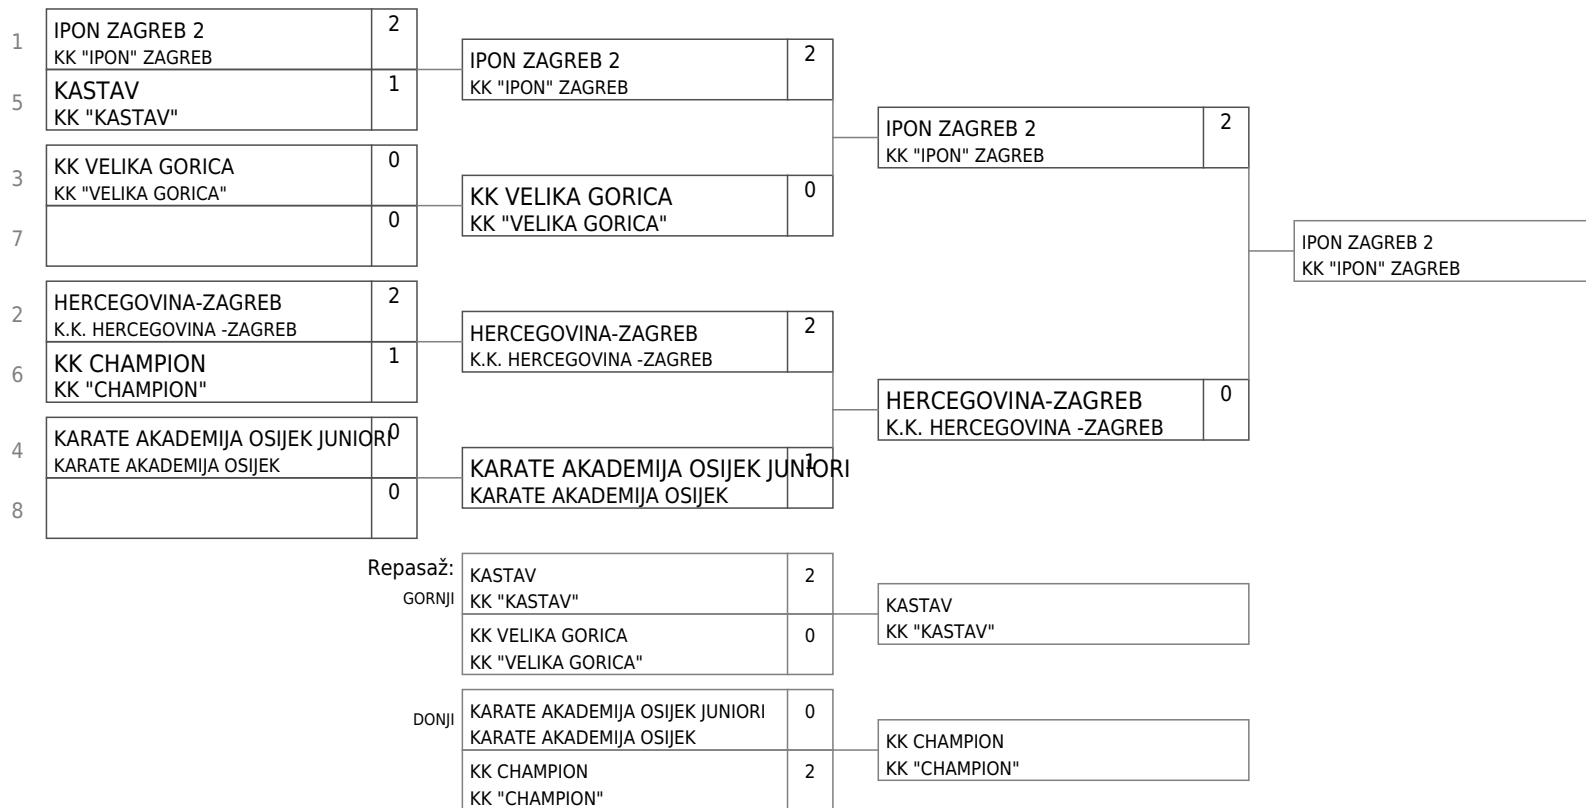 1
IPON ZAGREB 2
2
KK "IPON" ZAGREB
5
KASTAV
1
KK "KASTAV"
3
KK VELIKA GORICA
0
KK "VELIKA GORICA"
7
0
2
HERCEGOVINA-ZAGREB
2
K.K. HERCEGOVINA -ZAGREB
6
KK CHAMPION
1
KK "CHAMPION"
4
KARATE AKADEMIJA OSIJEK JUNIORI
0
KARATE AKADEMIJA OSIJEK
8
0
IPON ZAGREB 2
2
KK "IPON" ZAGREB
KK VELIKA GORICA
0
KK "VELIKA GORICA"
HERCEGOVINA-ZAGREB
2
K.K. HERCEGOVINA -ZAGREB
KARATE AKADEMIJA OSIJEK JUNIORI
1
KARATE AKADEMIJA OSIJEK
IPON ZAGREB 2
2
KK "IPON" ZAGREB
HERCEGOVINA-ZAGREB
0
K.K. HERCEGOVINA -ZAGREB
IPON ZAGREB 2
KK "IPON" ZAGREB
Repasaž:
GORNJI
KASTAV
2
KK "KASTAV"
KK VELIKA GORICA
0
KK "VELIKA GORICA"
KASTAV
KK "KASTAV"
DONJI
KARATE AKADEMIJA OSIJEK JUNIORI
0
KARATE AKADEMIJA OSIJEK
KK CHAMPION
2
KK "CHAMPION"
KK CHAMPION
KK "CHAMPION"